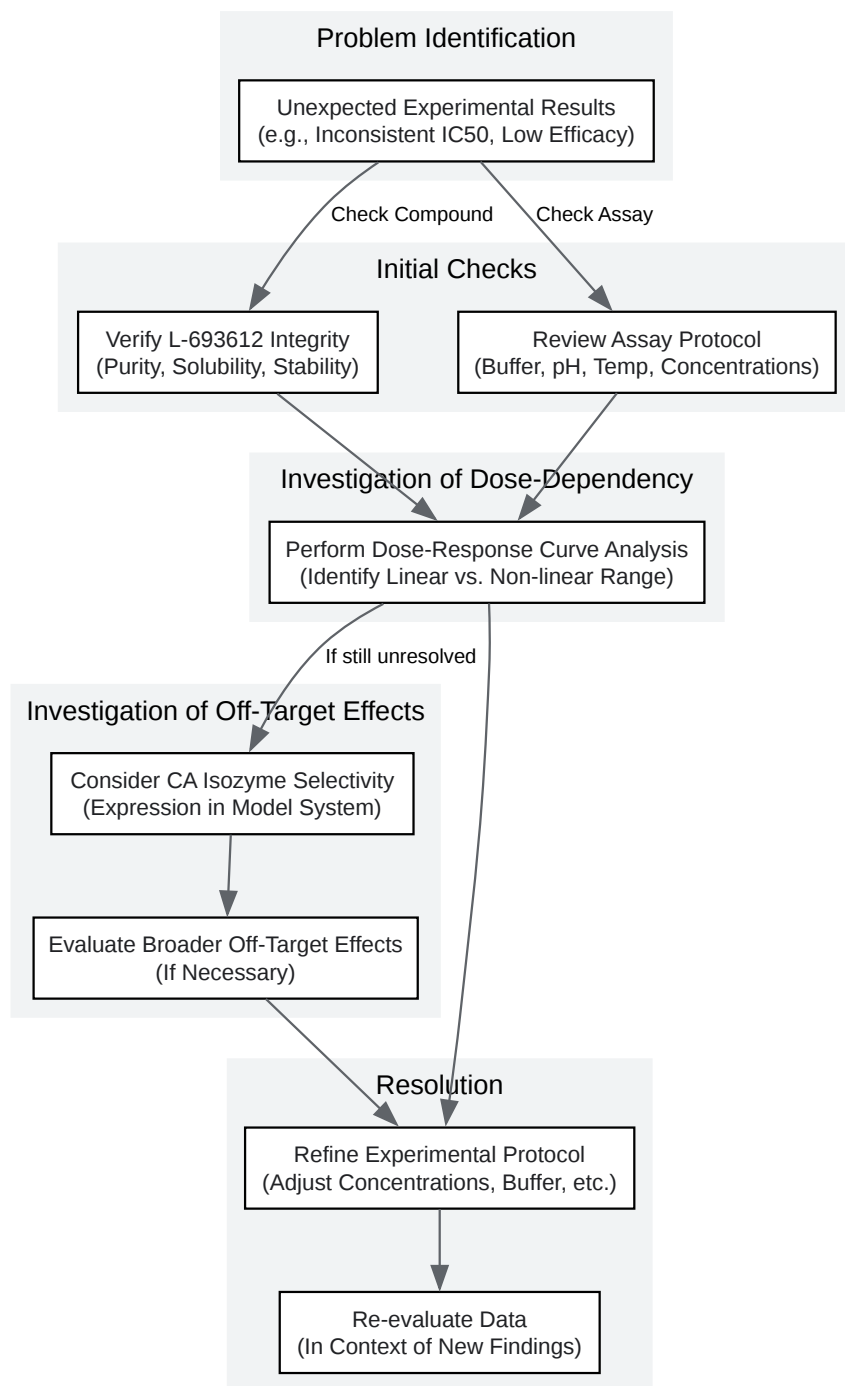 Problem Identification
Unexpected Experimental Results
(e.g., Inconsistent IC50, Low Efficacy)
Check Compound
Check Assay
Initial Checks
Verify L-693612 Integrity
(Purity, Solubility, Stability)
Review Assay Protocol
(Buffer, pH, Temp, Concentrations)
Investigation of Dose-Dependency
Perform Dose-Response Curve Analysis
(Identify Linear vs. Non-linear Range)
If still unresolved
Investigation of Off-Target Effects
Consider CA Isozyme Selectivity
(Expression in Model System)
Evaluate Broader Off-Target Effects
(If Necessary)
Resolution
Refine Experimental Protocol
(Adjust Concentrations, Buffer, etc.)
Re-evaluate Data
(In Context of New Findings)